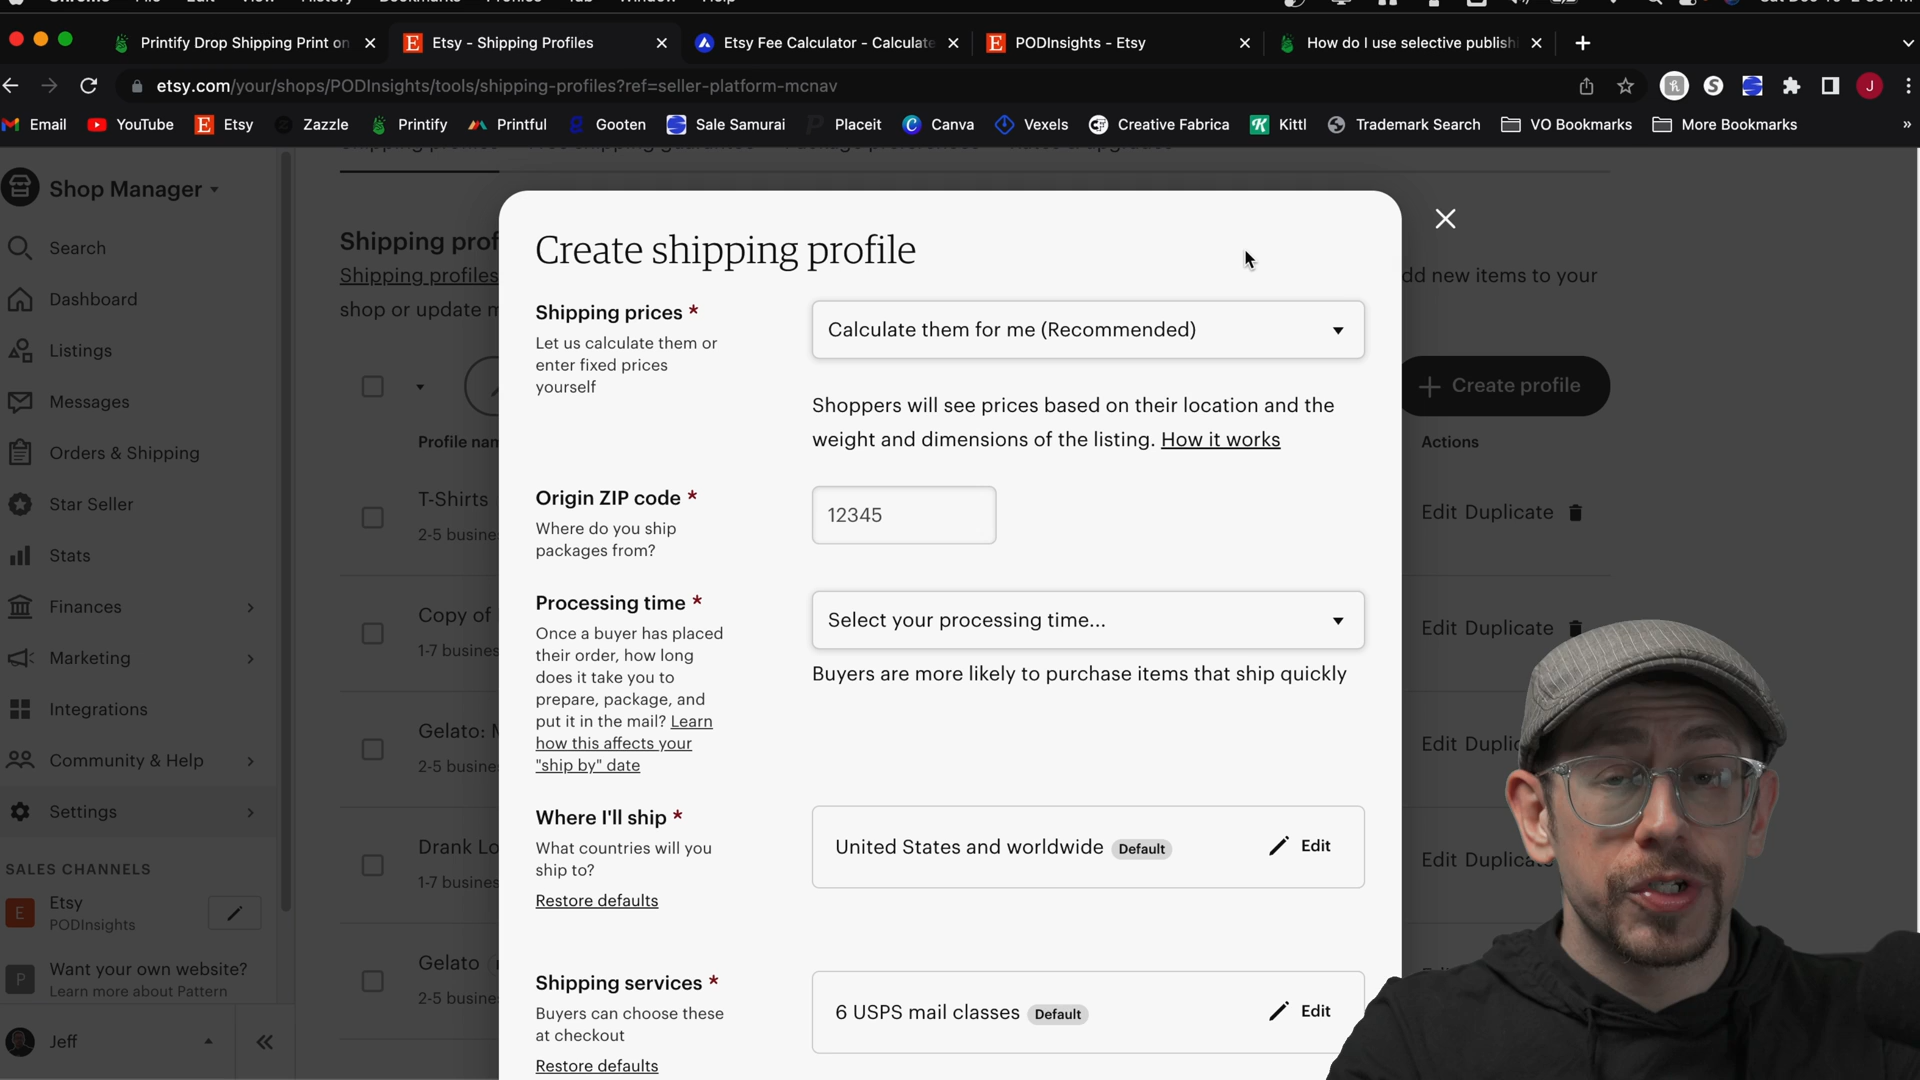 Printify Drop Shipping Print on
Etsy - Shipping Profiles
Etsy Fee Calculator - Calculate
PODInsights - Etsy
How do I use selective publish
etsy.com/your/shops/PODInsights/tools/shipping-profiles?ref=seller-platform-mcnav
J
Email
YouTube
Etsy
Zazzle
Printify
Printful
Gooten
Sale Samurai
Placeit
Canva
Vexels
Creative Fabrica
Kittl
Trademark Search
VO Bookmarks
More Bookmarks
»
Shop Manager
Search
Dashboard
Listings
Messages
Orders & Shipping
Star Seller
Stats
Finances
Marketing
Integrations
Community & Help
Settings
SALES CHANNELS
E
Etsy
PODInsights
P
Want your own website?
Learn more about Pattern
Jeff
Shipping prof
Shipping profiles
dd new items to your
shop or update m
Create profile
Profile nam
Actions
T-Shirts
2-5 business
Edit Duplicate
Copy of
1-7 business
Edit Duplicate
Gelato: M
2-5 busine
Edit Duplic
Drank Lo
1-7 busines
Edit Duplica
Gelato
2-5 busine
Create shipping profile
Shipping prices *
Let us calculate them or
enter fixed prices
yourself
Calculate them for me (Recommended)
Shoppers will see prices based on their location and the
weight and dimensions of the listing. How it works
Origin ZIP code *
Where do you ship
packages from?
12345
Processing time *
Once a buyer has placed
their order, how long
does it take you to
prepare, package, and
put it in the mail? Learn
how this affects your
"ship by" date
Select your processing time...
Buyers are more likely to purchase items that ship quickly
Where I'll ship *
What countries will you
ship to?
Restore defaults
United States and worldwide Default
Edit
Shipping services *
Buyers can choose these
at checkout
Restore defaults
6 USPS mail classes Default
Edit